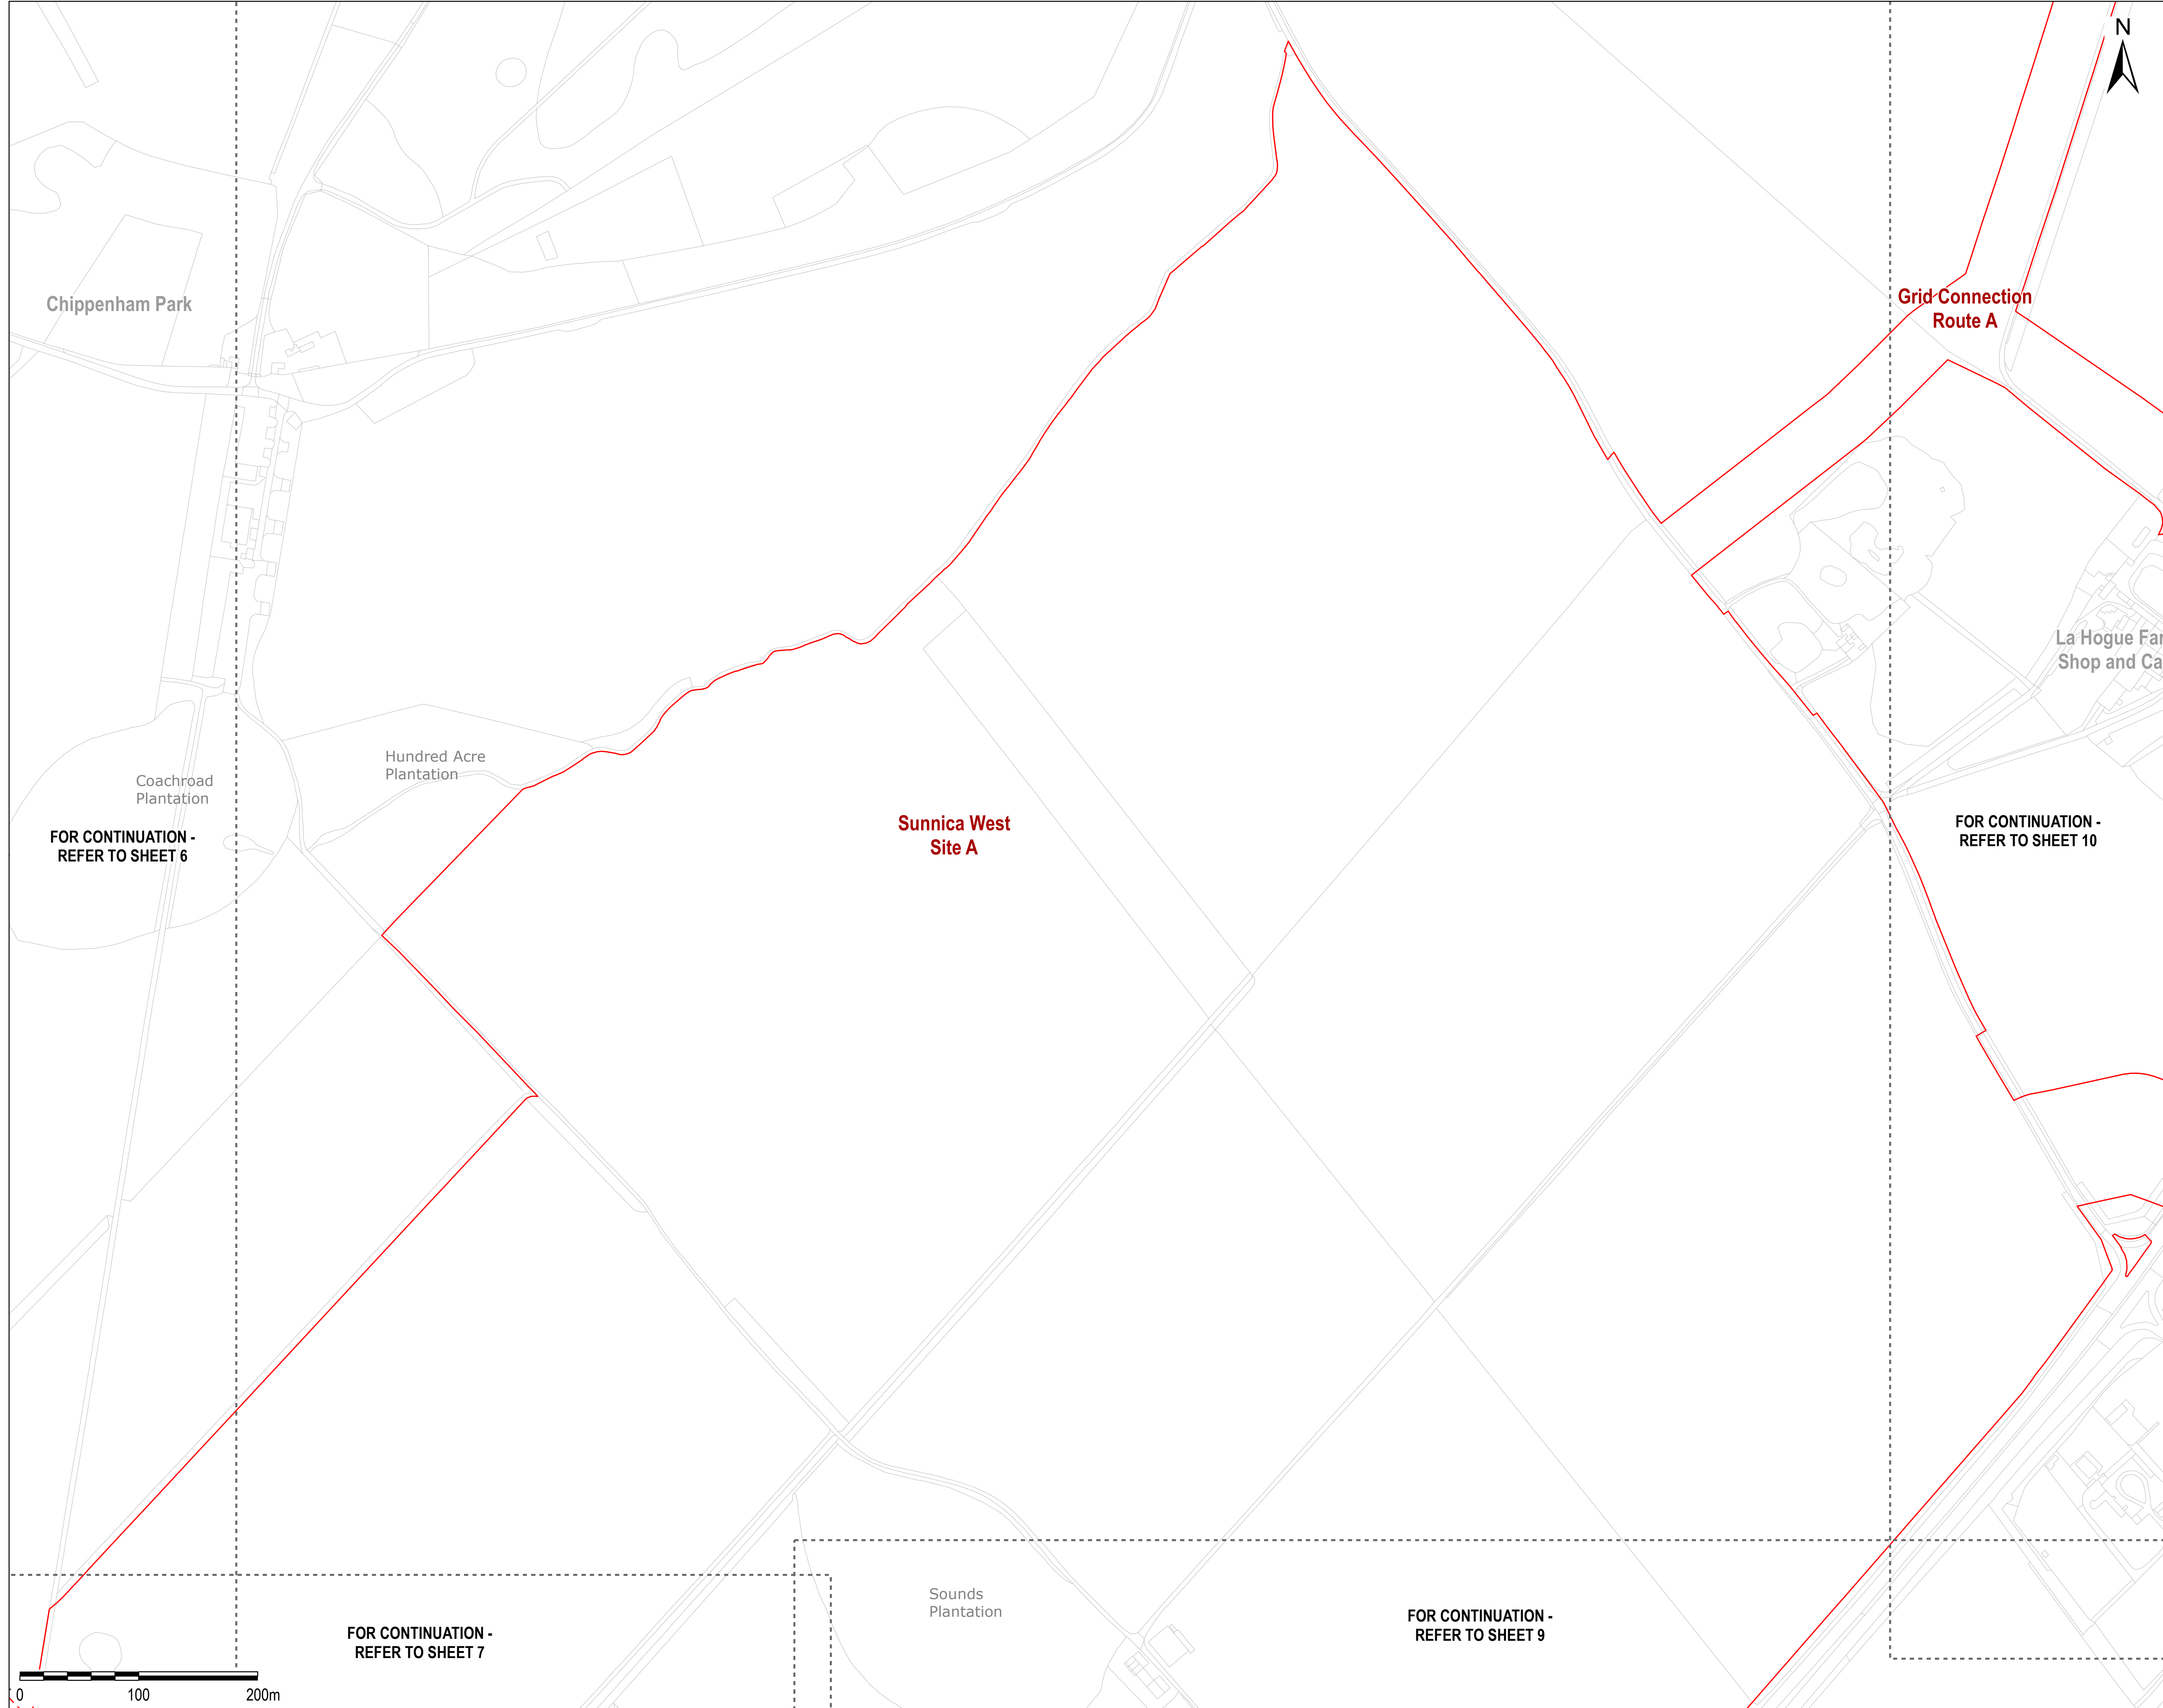 N
Chippenham Park
Grid Connection
Route A
La Hogue Far
Shop and Ca
Hundred Acre
Plantation
Coachroad
Plantation
FOR CONTINUATION -
REFER TO SHEET 6
Sunnica West
Site A
FOR CONTINUATION -
REFER TO SHEET 10
Sounds
Plantation
FOR CONTINUATION -
REFER TO SHEET 9
FOR CONTINUATION -
REFER TO SHEET 7
0 100 200m